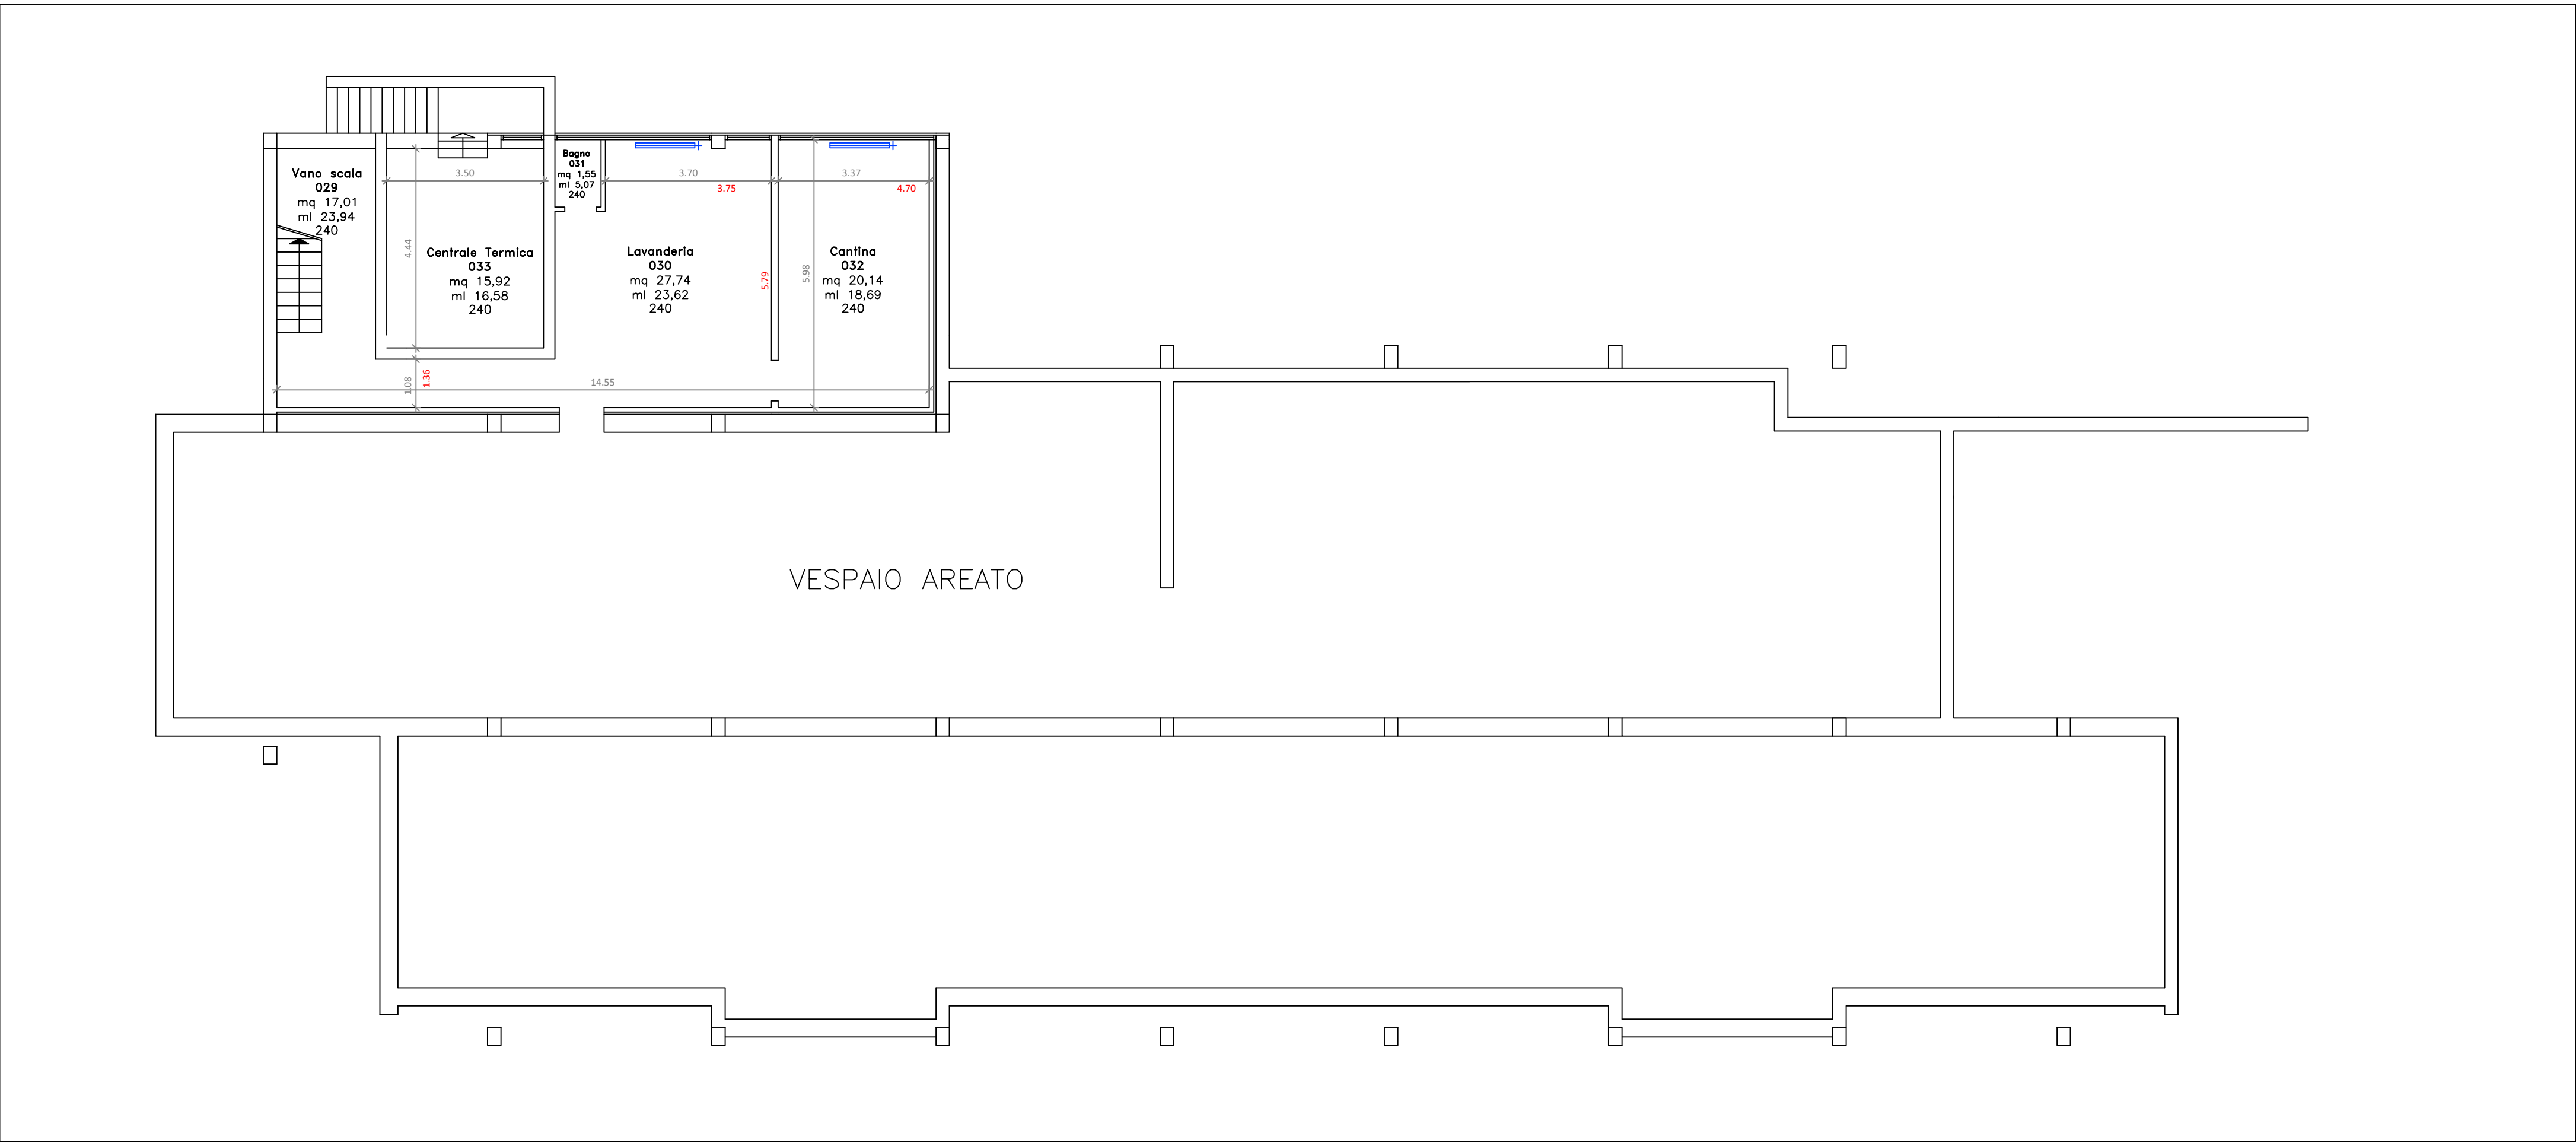 Vano scala
029
mq 17,01
ml 23,94
240
3.50
4.44
Centrale Termica
033
mq 15,92
ml 16,58
240
Bagno
031
mq 1,55
ml 5,07
240
3.70
3.75
Lavanderia
030
mq 27,74
ml 23,62
240
5.79
3.37
4.70
5.98
Cantina
032
mq 20,14
ml 18,69
240
1.08
1.36
14.55
VESPAIO AREATO